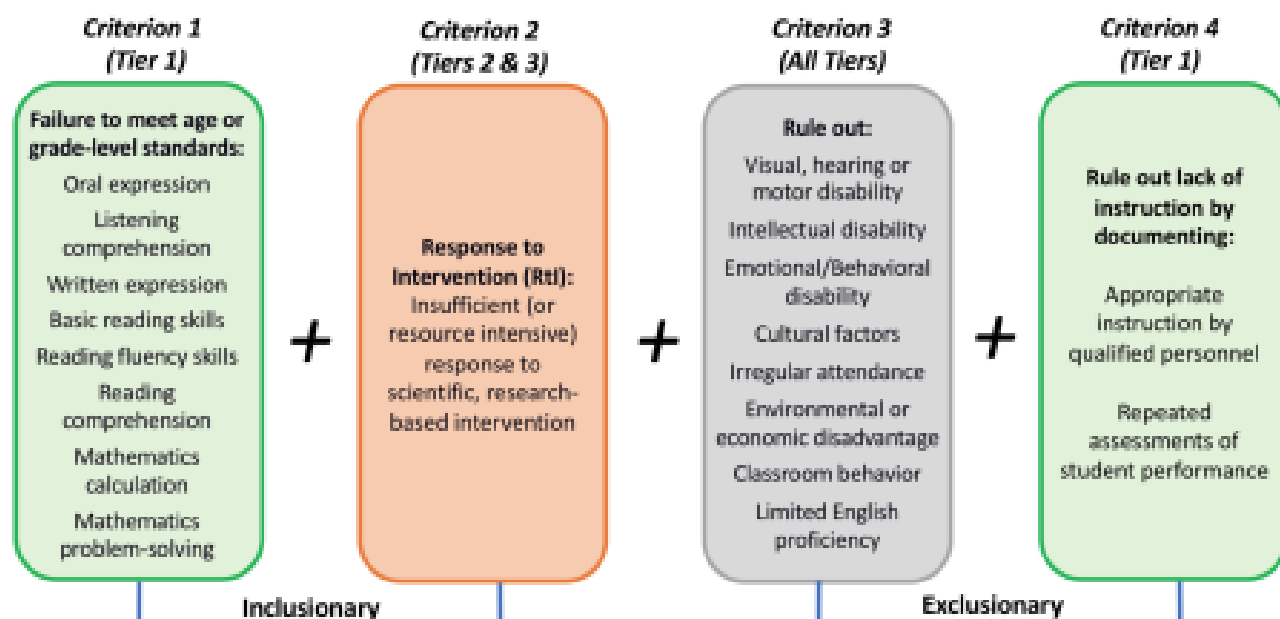 Criterion 1
(Tier 1)
Failure to meet age or
grade-level standards:
Oral expression
Listening
comprehension
Written expression
Basic reading skills
Reading fluency skills
Reading
comprehension
Mathematics
calculation
Mathematics
problem-solving
+
Criterion 2
(Tiers 2 & 3)
Response to
Intervention (RtI):
Insufficient (or
resource intensive)
response to
scientific, research-
based intervention
+
Criterion 3
(All Tiers)
Rule out:
Visual, hearing or
motor disability
Intellectual disability
Emotional/Behavioral
disability
Cultural factors
Irregular attendance
Environmental or
economic disadvantage
Classroom behavior
Limited English
proficiency
+
Criterion 4
(Tier 1)
Rule out lack of
instruction by
documenting:
Appropriate
instruction by
qualified personnel
Repeated
assessments of
student performance
Inclusionary
Exclusionary